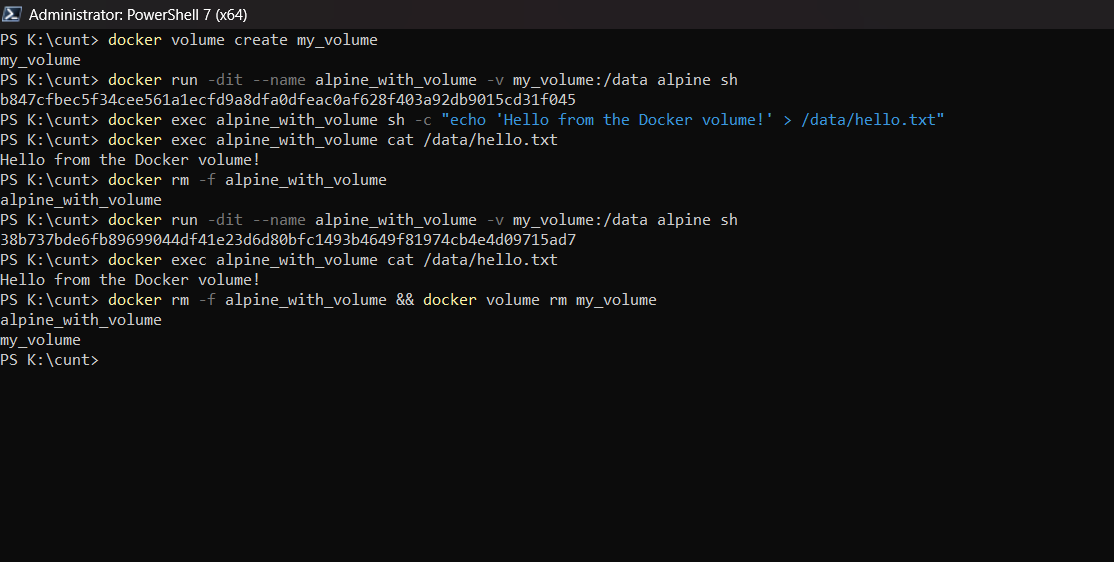 Administrator: PowerShell 7 (x64)
PS K:\cunt> docker volume create my_volume
my_volume
PS K:\cunt> docker run -dit --name alpine_with_volume -v my_volume:/data alpine sh
b847cfbec5f34cee561a1ecfd9a8dfa0dfeac0af628f403a92db9015cd31f045
PS K:\cunt> docker exec alpine_with_volume sh -c "echo 'Hello from the Docker volume!' > /data/hello.txt"
PS K:\cunt> docker exec alpine_with_volume cat /data/hello.txt
Hello from the Docker volume!
PS K:\cunt> docker rm -f alpine_with_volume
alpine_with_volume
PS K:\cunt> docker run -dit --name alpine_with_volume -v my_volume:/data alpine sh
38b737bde6fb89699044df41e23d6d80bfc1493b4649f81974cb4e4d09715ad7
PS K:\cunt> docker exec alpine_with_volume cat /data/hello.txt
Hello from the Docker volume!
PS K:\cunt> docker rm -f alpine_with_volume && docker volume rm my_volume
alpine_with_volume
my_volume
PS K:\cunt>